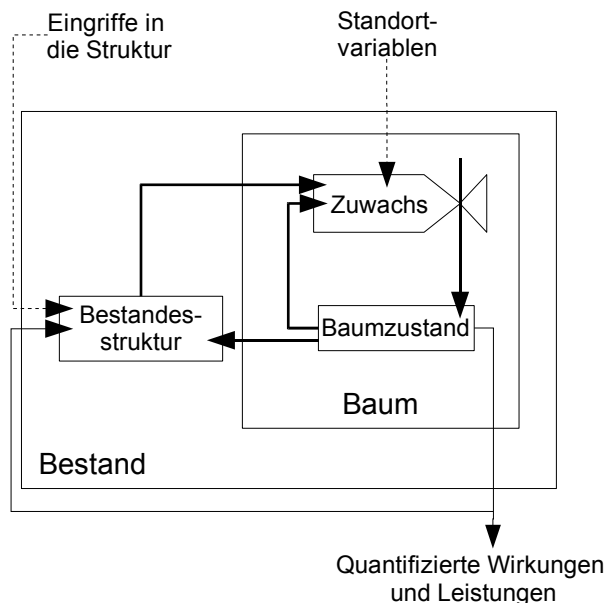 Eingriffe in
die Struktur
Standort-
variablen
Zuwachs
Bestandes-
struktur
Baumzustand
Baum
Bestand
Quantifizierte Wirkungen
und Leistungen